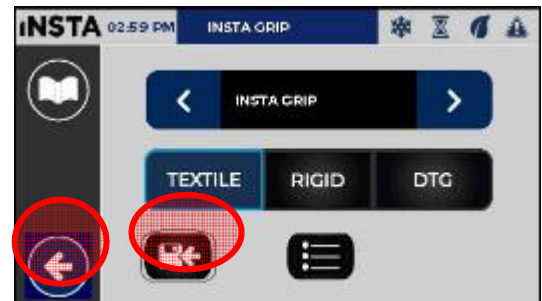 iNSTA 02:59 PM INSTA GRIP
INSTA GRIP
TEXTILE RIGID DTG